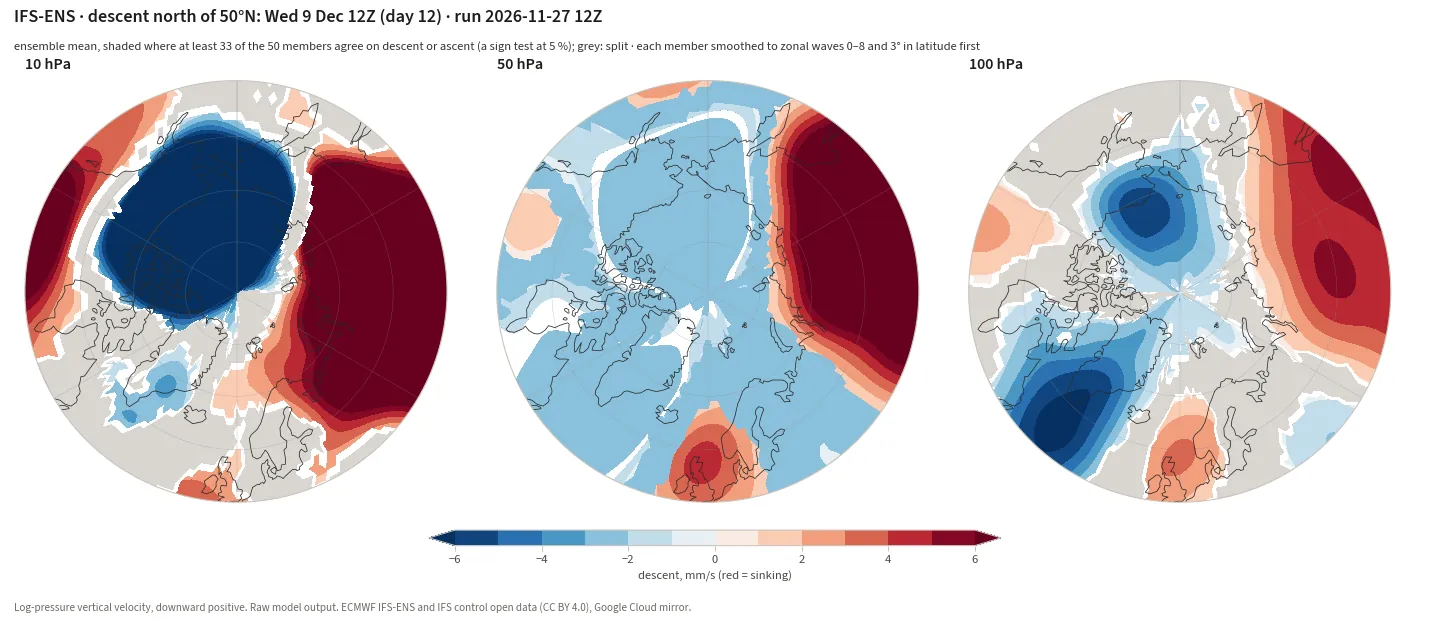 IFS-ENS · descent north of 50°N: Wed 9 Dec 12Z (day 12) · run 2026-11-27 12Z
ensemble mean, shaded where at least 33 of the 50 members agree on descent or ascent (a sign test at 5 %); grey: split · each member smoothed to zonal waves 0–8 and 3° in latitude first
10 hPa 50 hPa 100 hPa
−6 −4 −2 0 2 4 6
descent, mm/s (red = sinking)
Log-pressure vertical velocity, downward positive. Raw model output. ECMWF IFS-ENS and IFS control open data (CC BY 4.0), Google Cloud mirror.